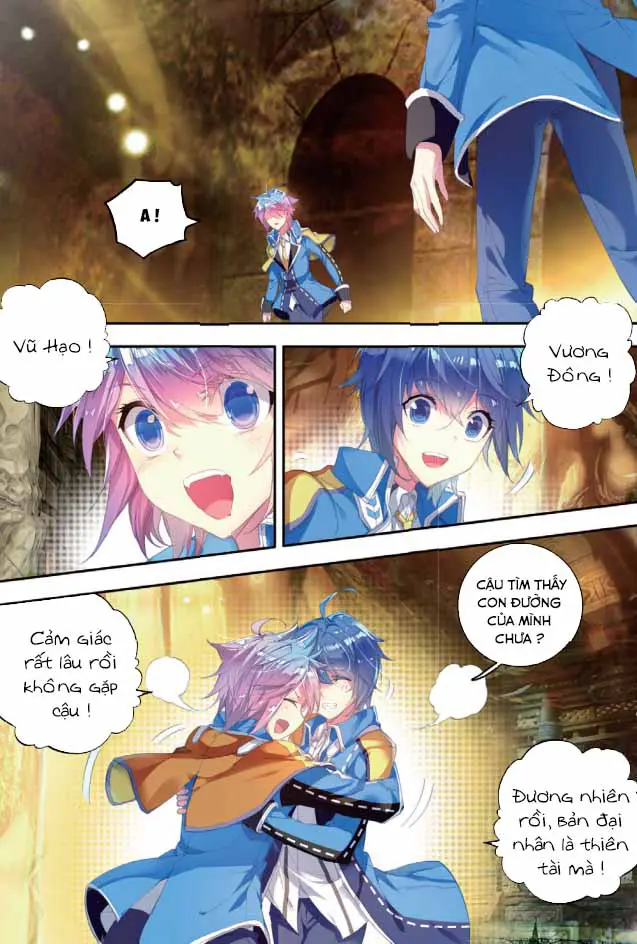 A!
Vũ Hạo !
Vương
Đông !
Cậu tìm thấy
con đường
của mình
chưa ?
Cảm giác
rất lâu rồi
không gặp
cậu !
Đương nhiên
rồi, bản đại
nhân là thiên
tài mà !